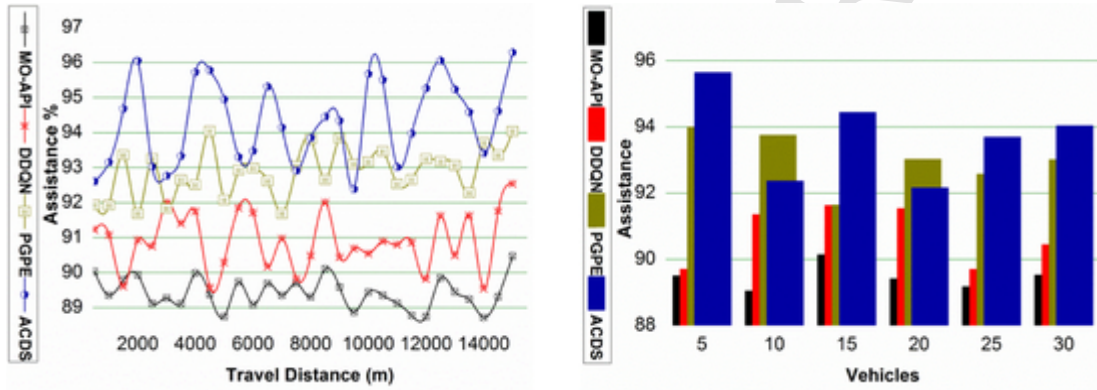 97
96
95
94
93
92
91
90
89
Assistance %
2000 4000 6000 8000 10000 12000 14000
Travel Distance (m)
MO-API
DDQN
PGPE
ACDS
96
94
92
90
88
Assistance
5 10 15 20 25 30
Vehicles
MO-API
DDQN
PGPE
ACDS